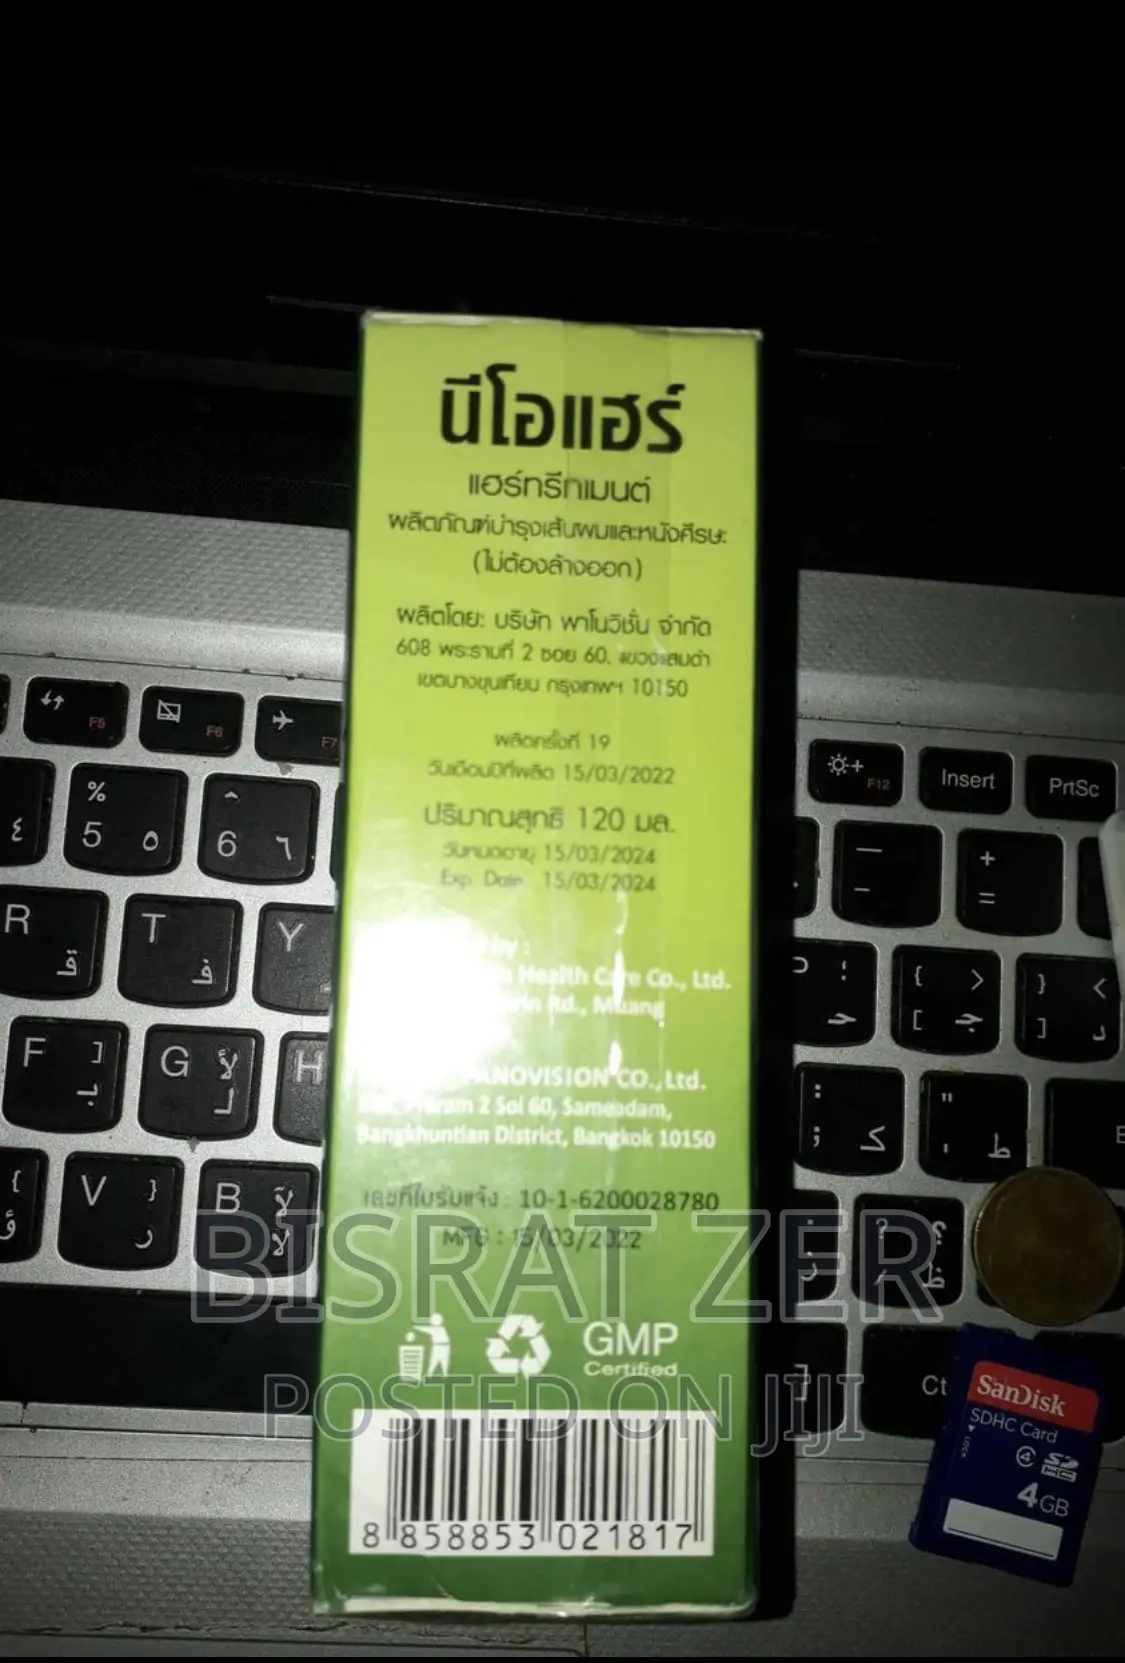 นีโอแฮร์
แฮร์ทรีทเมนต์
ผลิตภัณฑ์บำรุงเส้นผมและหนังศีรษะ
(ไม่ต้องล้างออก)
ผลิตโดย: บริษัท พาโนวิชั่น จำกัด
608 พระรามที่ 2 ซอย 60, แขวงแสมดำ
เขตบางขุนเทียน กรุงเทพฯ 10150
ผลิตครั้งที่ 19
วันเดือนปีที่ผลิต 15/03/2022
ปริมาณสุทธิ 120 มล.
วันหมดอายุ 15/03/2024
Exp. Date 15/03/2024
by :
Health Care Co., Ltd.
Rd., Muang
PANOVISION CO., Ltd.
2 Soi 60, Sameadam,
Bangkhuntian District, Bangkok 10150
เลขที่ใบรับแจ้ง : 10-1-6200028780
MFG : 15/03/2022
GMP
Certified
8 858853 021817
BISRAT ZER
POSTED ON JIJI
F5
F6
F7
F12
Insert
PrtSc
% 5 ٥
^ 6 ٦
٤
R ق
T ف
Y
F ب
G
H
V ر
B
Ct
SanDisk
SDHC Card
LOCK
4
SD
HC
4GB